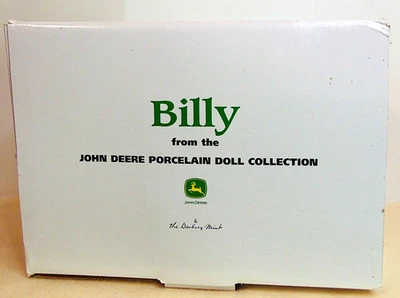 Billy
from the
JOHN DEERE PORCELAIN DOLL COLLECTION
JOHN DEERE
&
the Danbury Mint